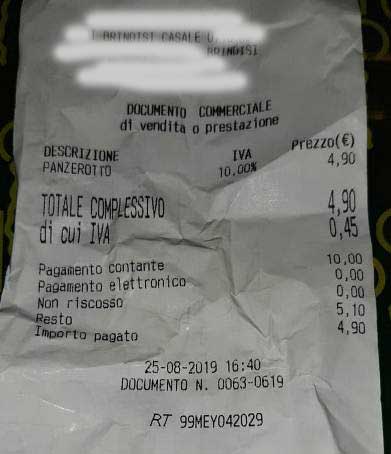 BRINDISI CASALE
BRINDISI
DOCUMENTO COMMERCIALE
di vendita o prestazione
DESCRIZIONE IVA Prezzo(€)
PANZEROTTO 10,00% 4,90
TOTALE COMPLESSIVO 4,90
di cui IVA 0,45
Pagamento contante 10,00
Pagamento elettronico 0,00
Non riscosso 0,00
Resto 5,10
Importo pagato 4,90
25-08-2019 16:40
DOCUMENTO N. 0063-0619
RT 99MEY042029